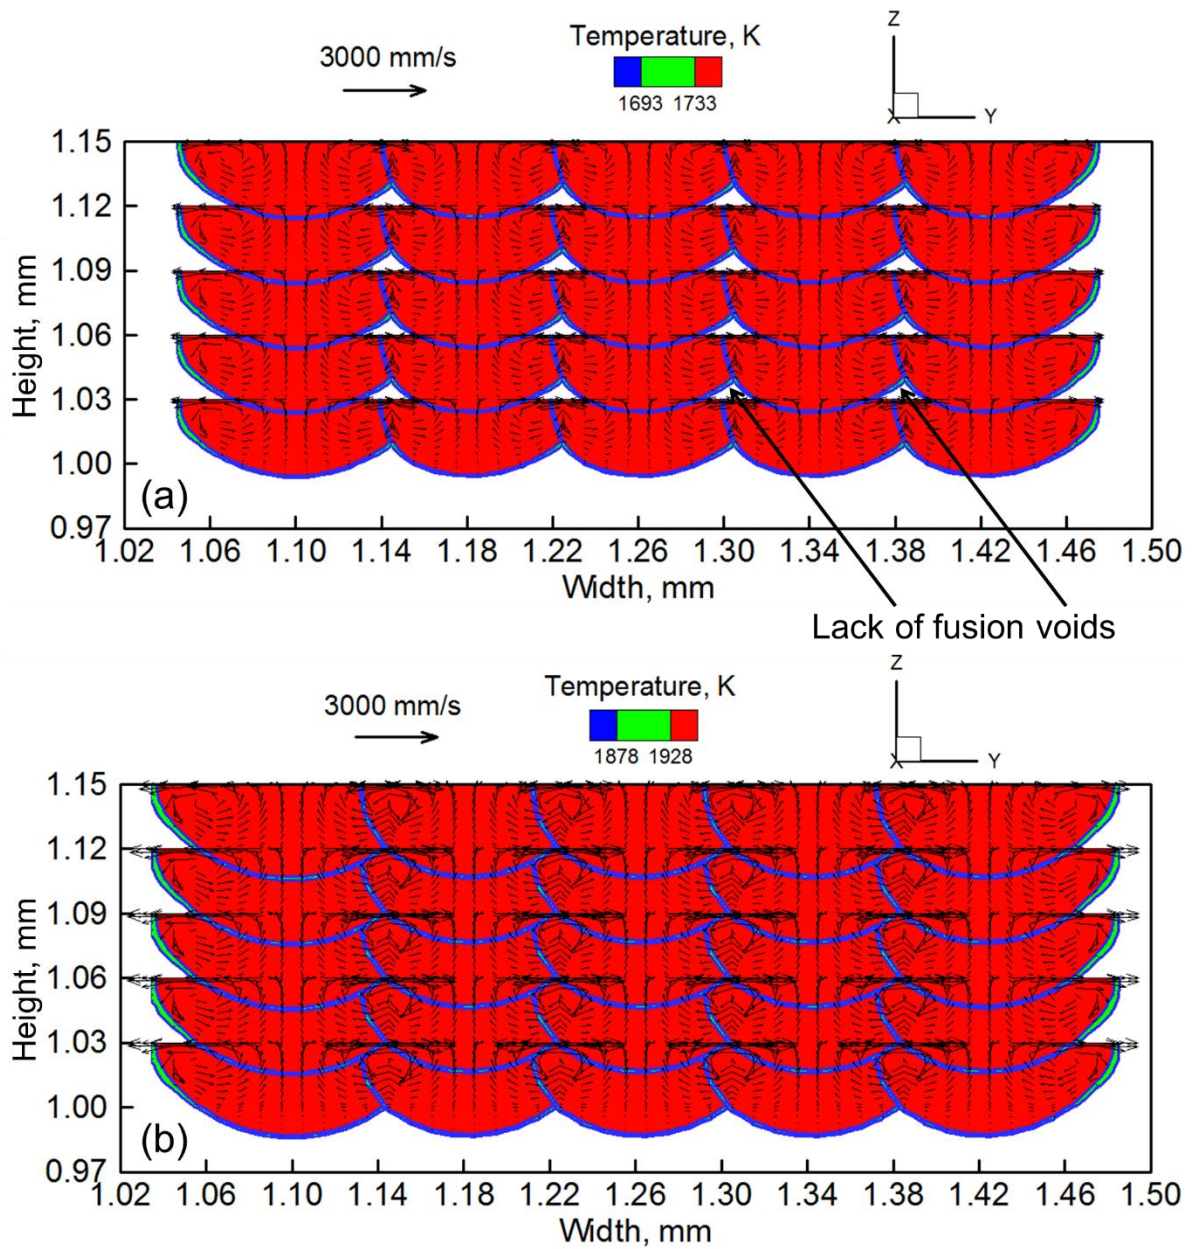 Temperature, K
Z
3000 mm/s
1693 1733
X Y
1.15
1.12
1.09
1.06
1.03
1.00
0.97
Height, mm
(a)
1.02 1.06 1.10 1.14 1.18 1.22 1.26 1.30 1.34 1.38 1.42 1.46 1.50
Width, mm
Lack of fusion voids
Z
Temperature, K
3000 mm/s
1878 1928
X Y
1.15
1.12
1.09
1.06
1.03
1.00
0.97
Height, mm
(b)
1.02 1.06 1.10 1.14 1.18 1.22 1.26 1.30 1.34 1.38 1.42 1.46 1.50
Width, mm